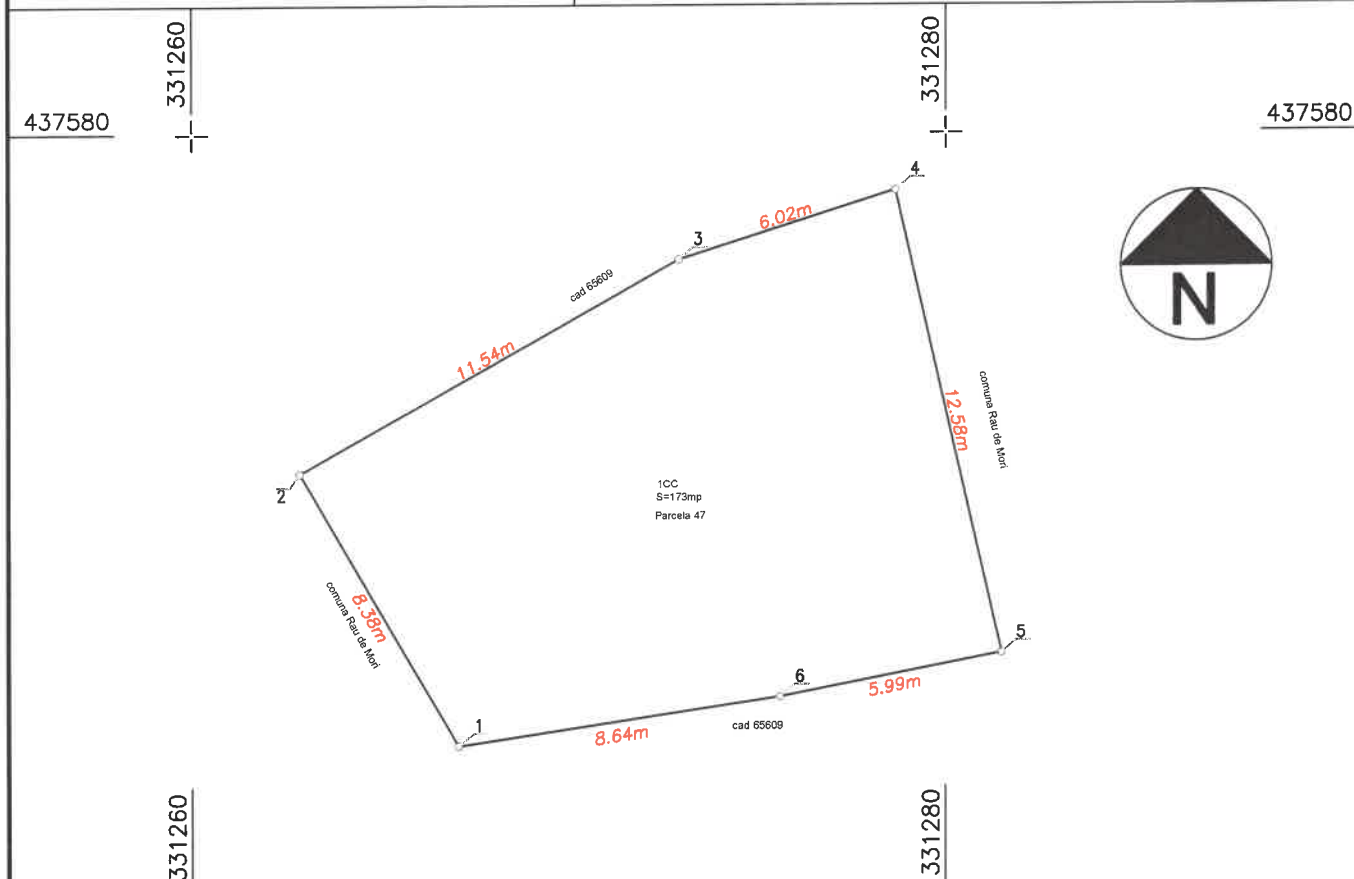 331260
331280
437580
437580
4
6.02m
3
cad 65609
N
11.54m
comuna Rau de Mori
12.58m
2
1CC
S=173mp
Parcela 47
comuna Rau de Mori
8.38m
5
6
5.99m
1
8.64m
cad 65609
331260
331280